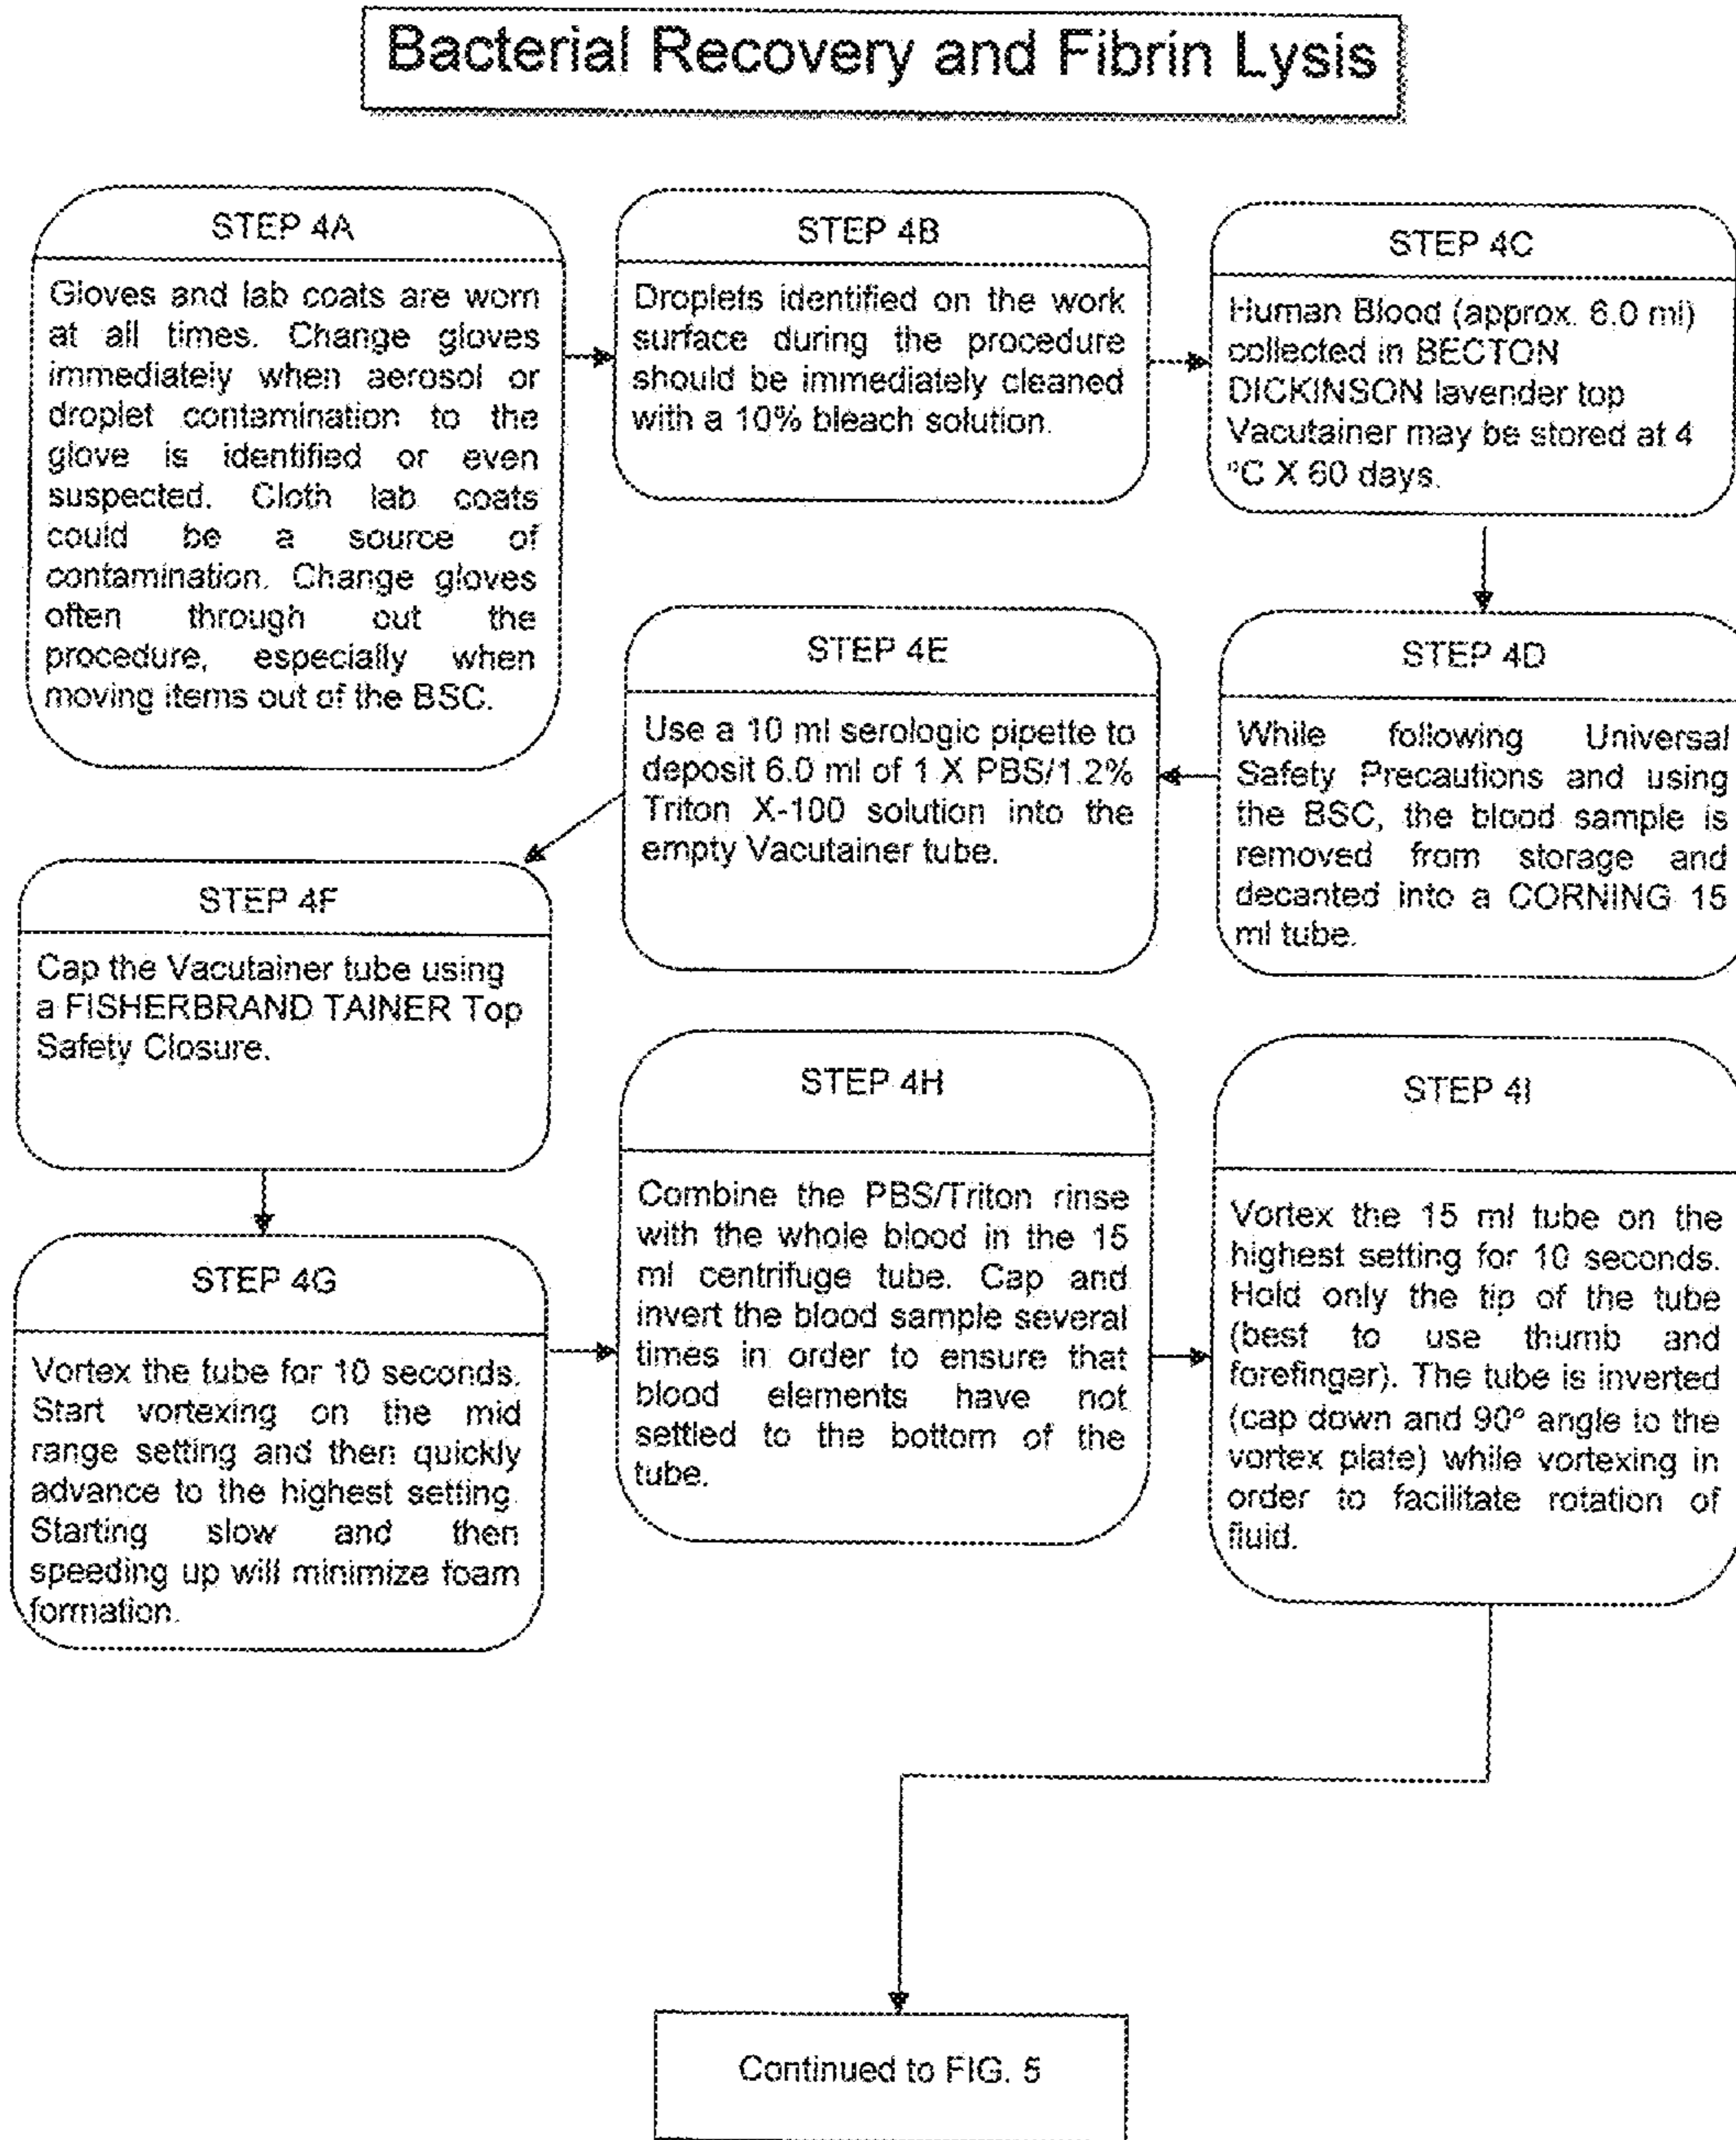 Bacterial Recovery and Fibrin Lysis
STEP 4A
Gloves and lab coats are worn
at all times. Change gloves
immediately when aerosol or
droplet contamination to the
glove is identified or even
suspected. Cloth lab coats
could be a source of
contamination. Change gloves
often through out the
procedure, especially when
moving items out of the BSC.
STEP 4B
Droplets identified on the work
surface during the procedure
should be immediately cleaned
with a 10% bleach solution.
STEP 4C
Human Blood (approx. 6.0 ml)
collected in BECTON
DICKINSON lavender top
Vacutainer may be stored at 4
°C X 60 days.
STEP 4D
While following Universal
Safety Precautions and using
the BSC, the blood sample is
removed from storage and
decanted into a CORNING 15
ml tube.
STEP 4E
Use a 10 ml serologic pipette to
deposit 6.0 ml of 1 X PBS/1.2%
Triton X-100 solution into the
empty Vacutainer tube.
STEP 4F
Cap the Vacutainer tube using
a FISHERBRAND TAINER Top
Safety Closure.
STEP 4G
Vortex the tube for 10 seconds.
Start vortexing on the mid
range setting and then quickly
advance to the highest setting.
Starting slow and then
speeding up will minimize foam
formation.
STEP 4H
Combine the PBS/Triton rinse
with the whole blood in the 15
ml centrifuge tube. Cap and
invert the blood sample several
times in order to ensure that
blood elements have not
settled to the bottom of the
tube.
STEP 4I
Vortex the 15 ml tube on the
highest setting for 10 seconds.
Hold only the tip of the tube
(best to use thumb and
forefinger). The tube is inverted
(cap down and 90° angle to the
vortex plate) while vortexing in
order to facilitate rotation of
fluid.
Continued to FIG. 5